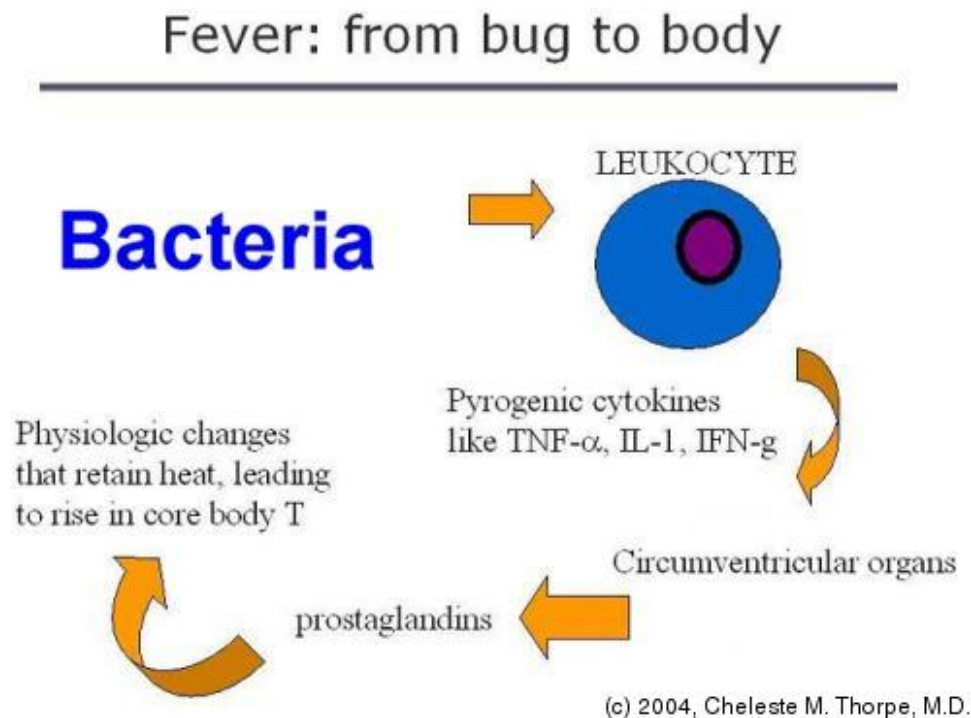 Fever: from bug to body
Bacteria
LEUKOCYTE
Pyrogenic cytokines
like TNF-α, IL-1, IFN-g
Circumventricular organs
prostaglandins
Physiologic changes
that retain heat, leading
to rise in core body T
(c) 2004, Cheleste M. Thorpe, M.D.